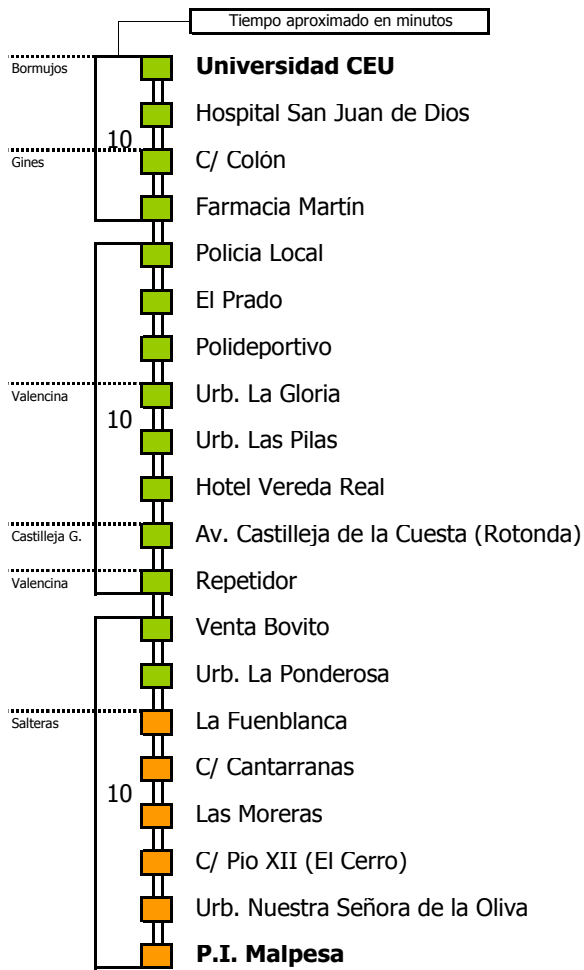 Tiempo aproximado en minutos
Bormujos
Universidad CEU
Hospital San Juan de Dios
10
Gines
C/ Colón
Farmacia Martín
Policia Local
El Prado
Polideportivo
Valencina
Urb. La Gloria
10
Urb. Las Pilas
Hotel Vereda Real
Castilleja G.
Av. Castilleja de la Cuesta (Rotonda)
Valencina
Repetidor
Venta Bovito
Urb. La Ponderosa
Salteras
La Fuenblanca
C/ Cantarranas
10
Las Moreras
C/ Pio XII (El Cerro)
Urb. Nuestra Señora de la Oliva
P.I. Malpesa